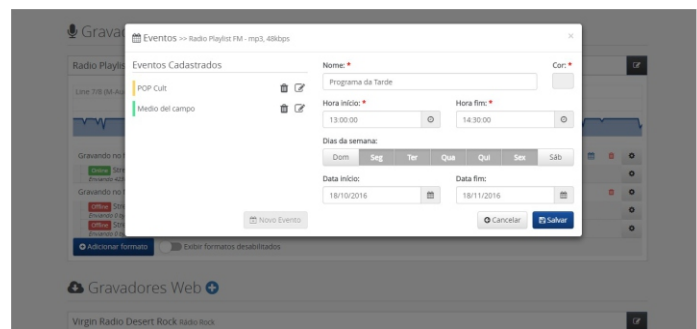 Gravad
Eventos >> Radio Playlist FM - mp3, 48kbps
×
Radio Playlis
Eventos Cadastrados
Nome: *
Cor: *
POP Cult
Programa da Tarde
Medio del campo
Hora início: *
Hora fim: *
13:00:00
14:30:00
Dias da semana:
Dom Seg Ter Qua Qui Sex Sáb
Gravando no
Online
Data início:
Data fim:
Gravando no
18/10/2016
18/11/2016
Offline
Offline
Novo Evento
Cancelar
Salvar
Adicionar formato
Exibir formatos desabilitados
Gravadores Web
Virgin Radio Desert Rock Rádio Rock